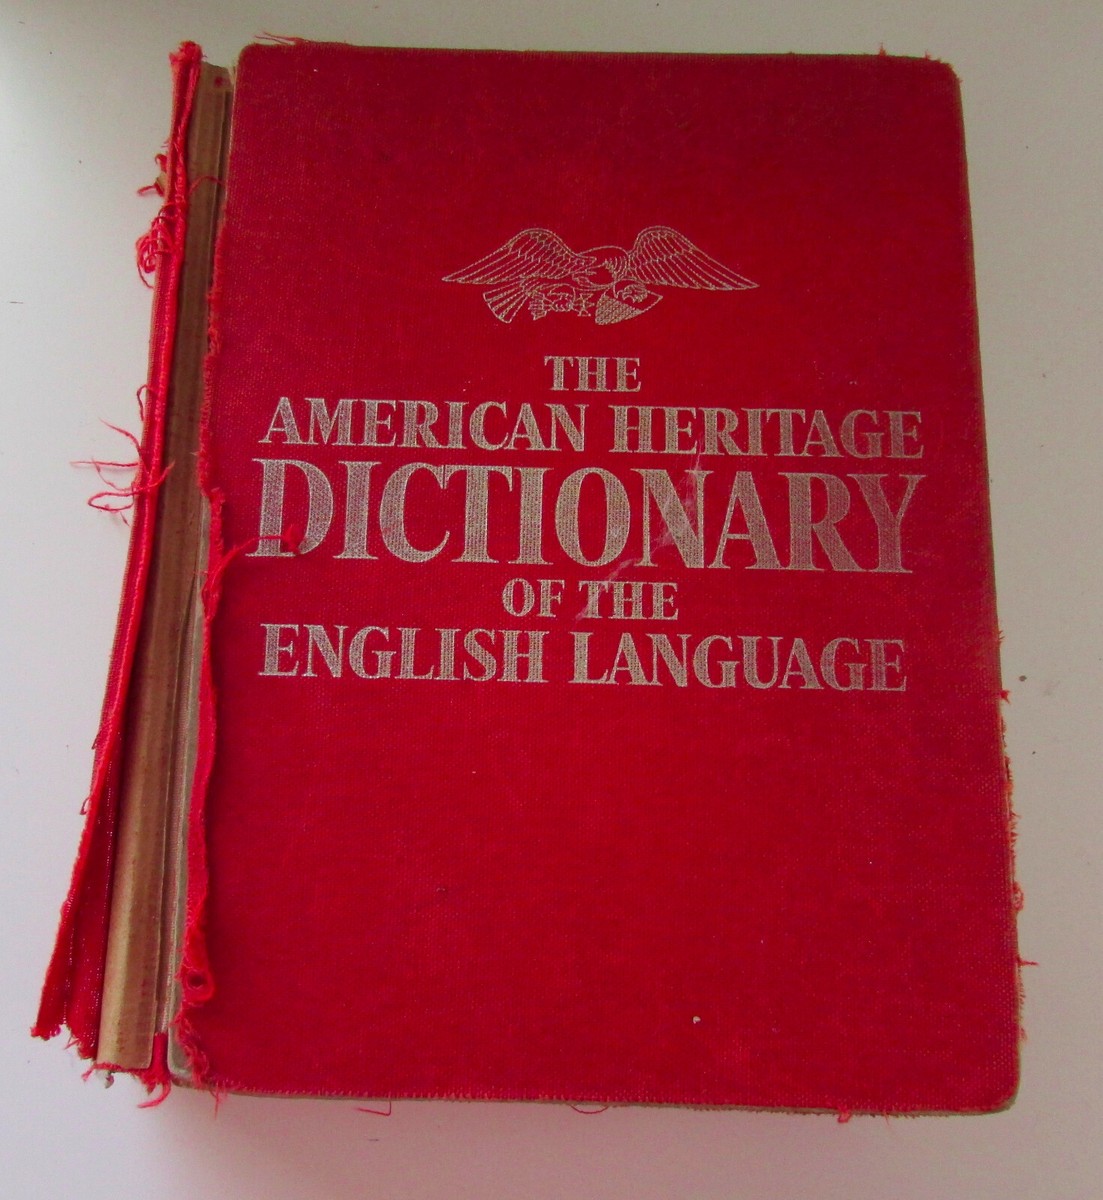 THE
AMERICAN HERITAGE
DICTIONARY
OF THE
ENGLISH LANGUAGE